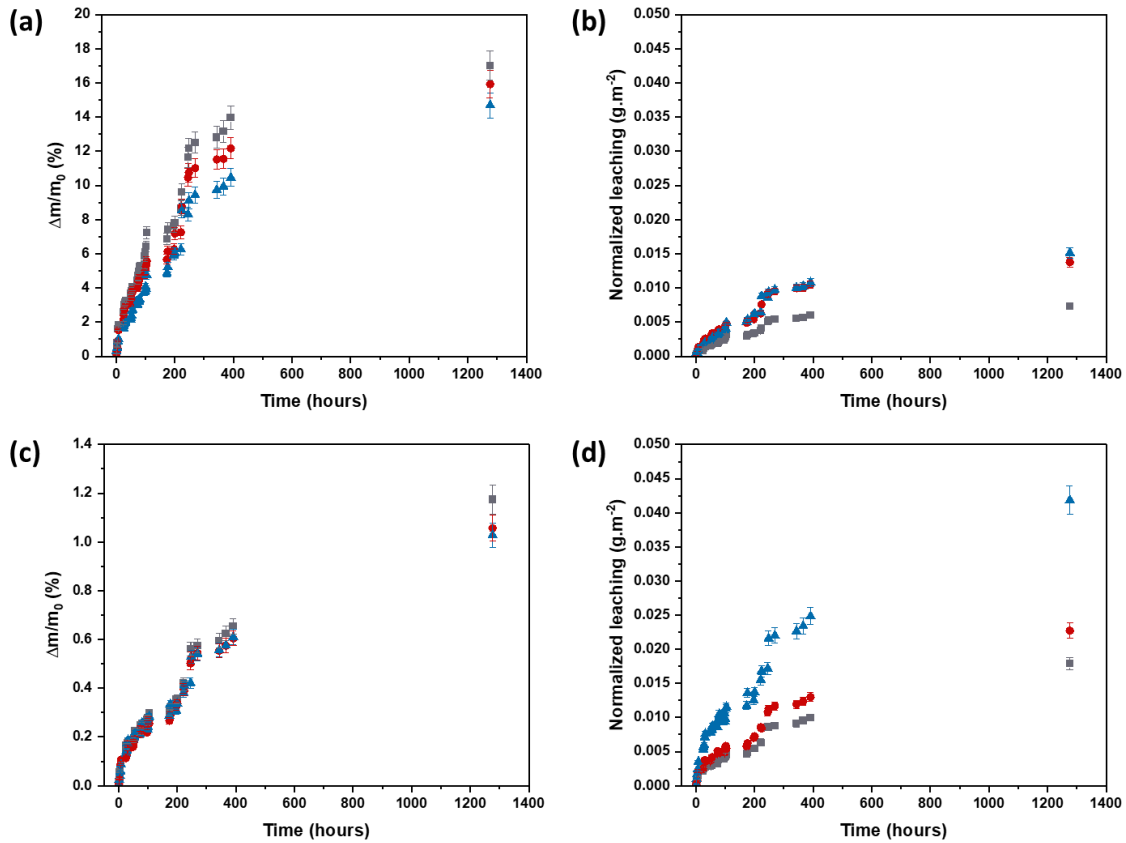 (a)
20
18
16
14
12
10
8
6
4
2
0
Δm/m₀ (%)
0 200 400 600 800 1000 1200 1400
Time (hours)
(b)
0.050
0.045
0.040
0.035
0.030
0.025
0.020
0.015
0.010
0.005
0.000
Normalized leaching (g.m⁻²)
0 200 400 600 800 1000 1200 1400
Time (hours)
(c)
1.4
1.2
1.0
0.8
0.6
0.4
0.2
0.0
Δm/m₀ (%)
0 200 400 600 800 1000 1200 1400
Time (hours)
(d)
0.050
0.045
0.040
0.035
0.030
0.025
0.020
0.015
0.010
0.005
0.000
Normalized leaching (g.m⁻²)
0 200 400 600 800 1000 1200 1400
Time (hours)